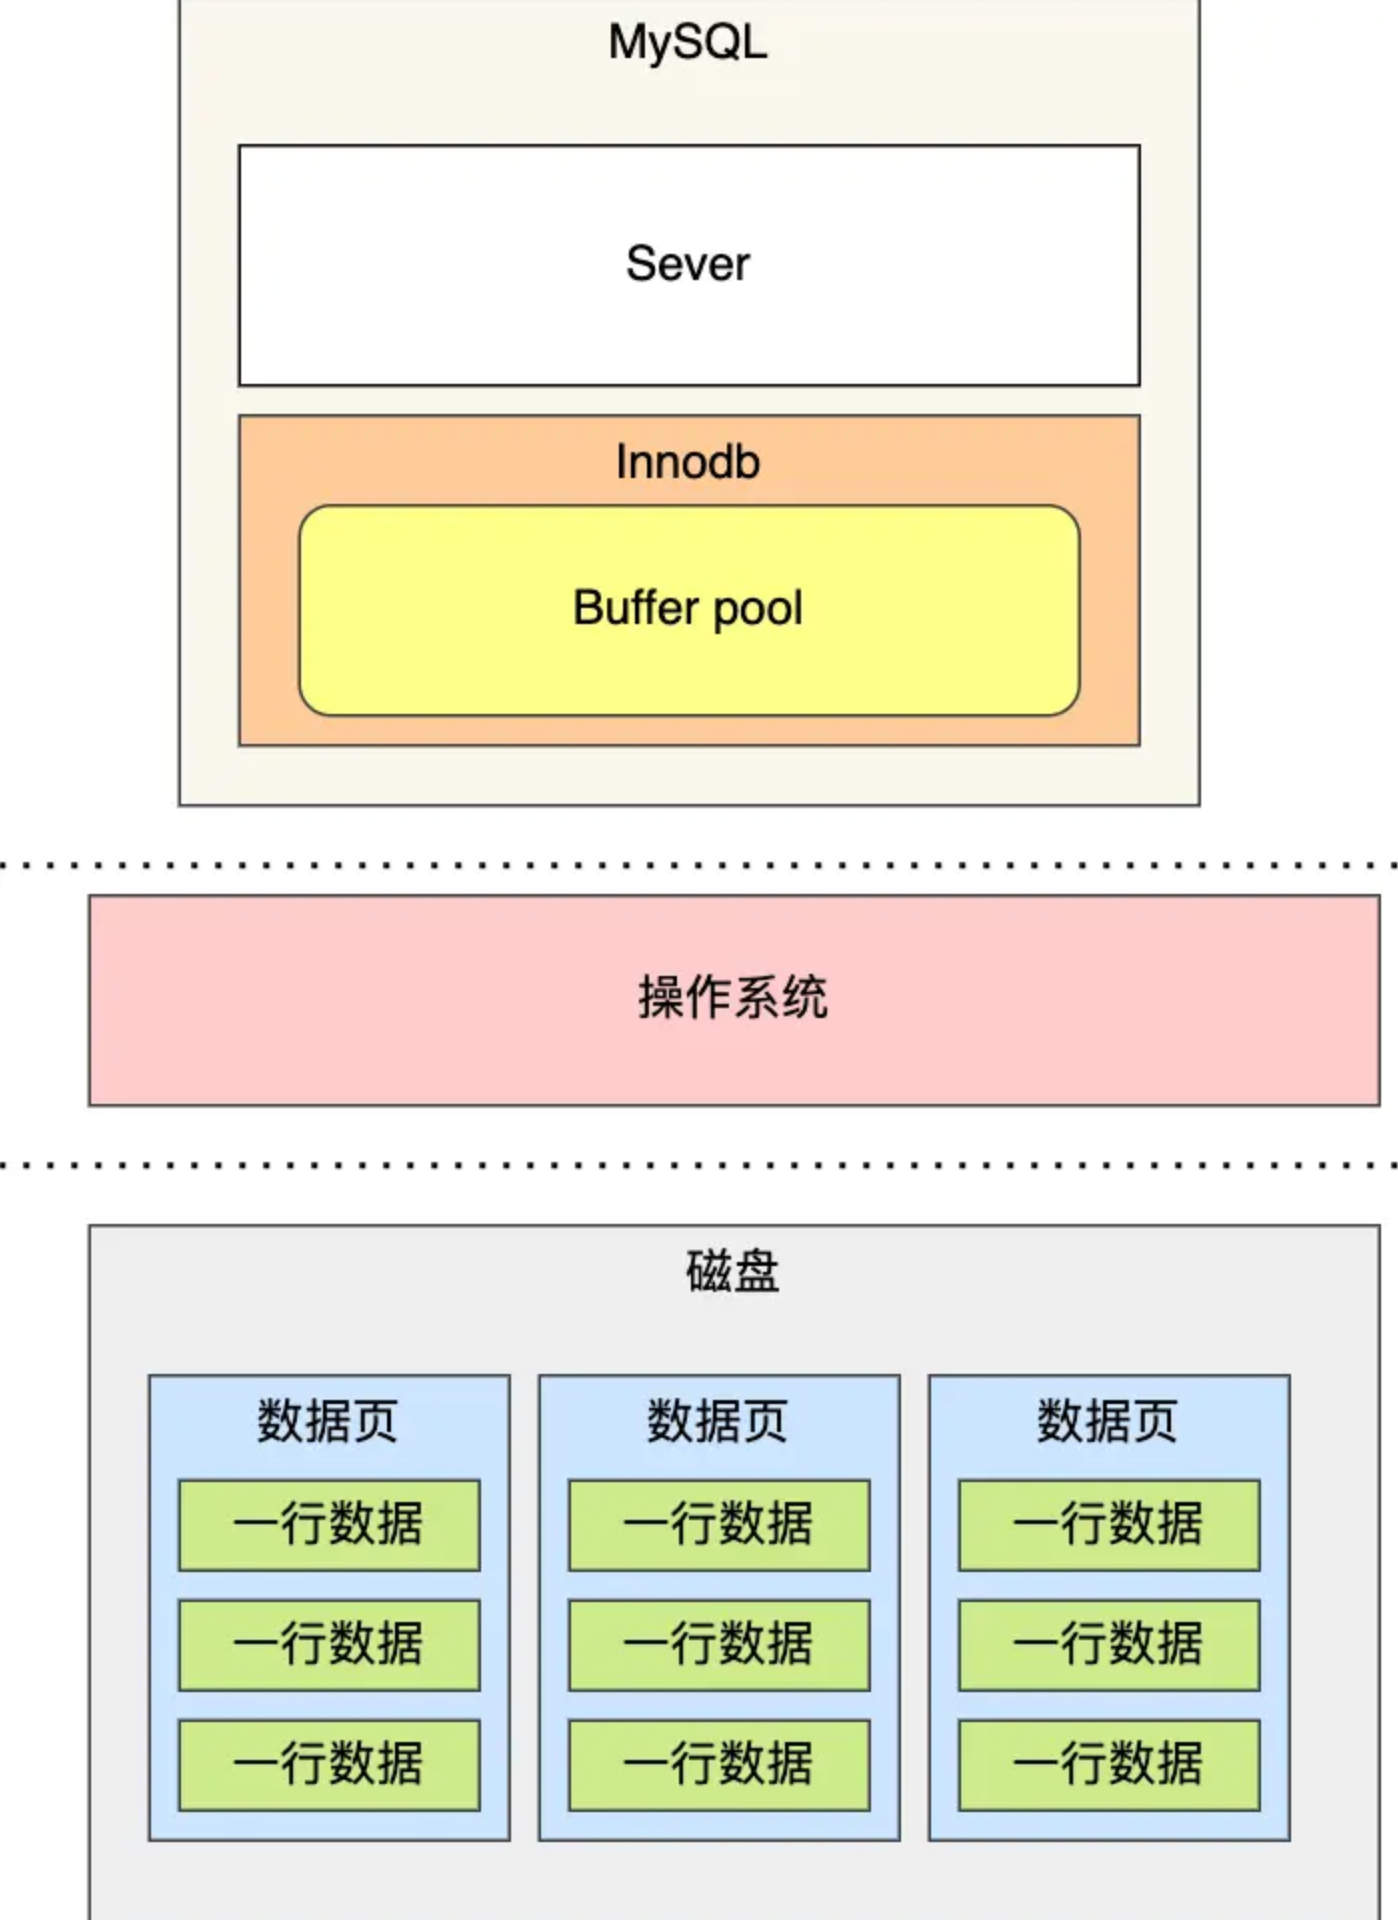 MySQL
Sever
Innodb
Buffer pool
操作系统
磁盘
数据页 数据页 数据页
一行数据 一行数据 一行数据
一行数据 一行数据 一行数据
一行数据 一行数据 一行数据